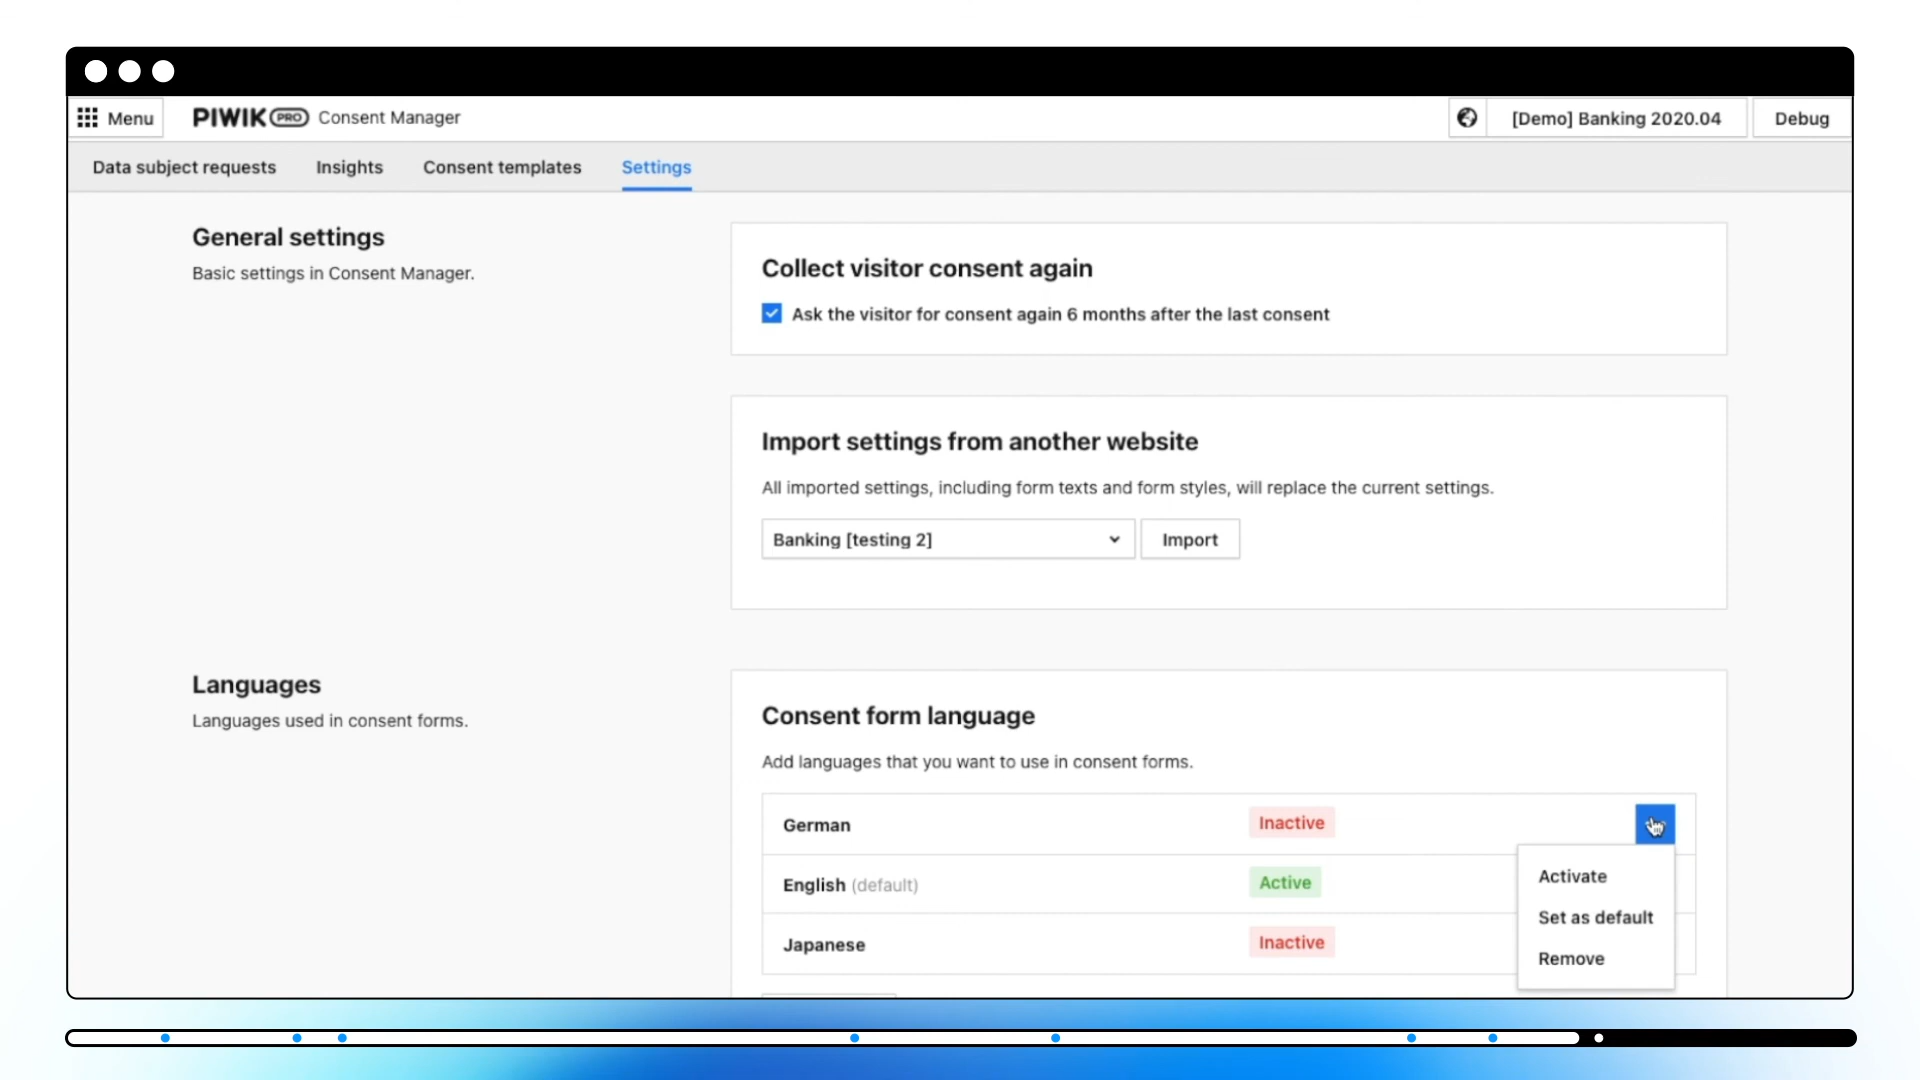 Menu
PIWIK PRO Consent Manager
[Demo] Banking 2020.04
Debug
Data subject requests
Insights
Consent templates
Settings
General settings
Basic settings in Consent Manager.
Collect visitor consent again
Ask the visitor for consent again 6 months after the last consent
Import settings from another website
All imported settings, including form texts and form styles, will replace the current settings.
Banking [testing 2]
Import
Languages
Languages used in consent forms.
Consent form language
Add languages that you want to use in consent forms.
German
Inactive
English (default)
Active
Japanese
Inactive
Activate
Set as default
Remove